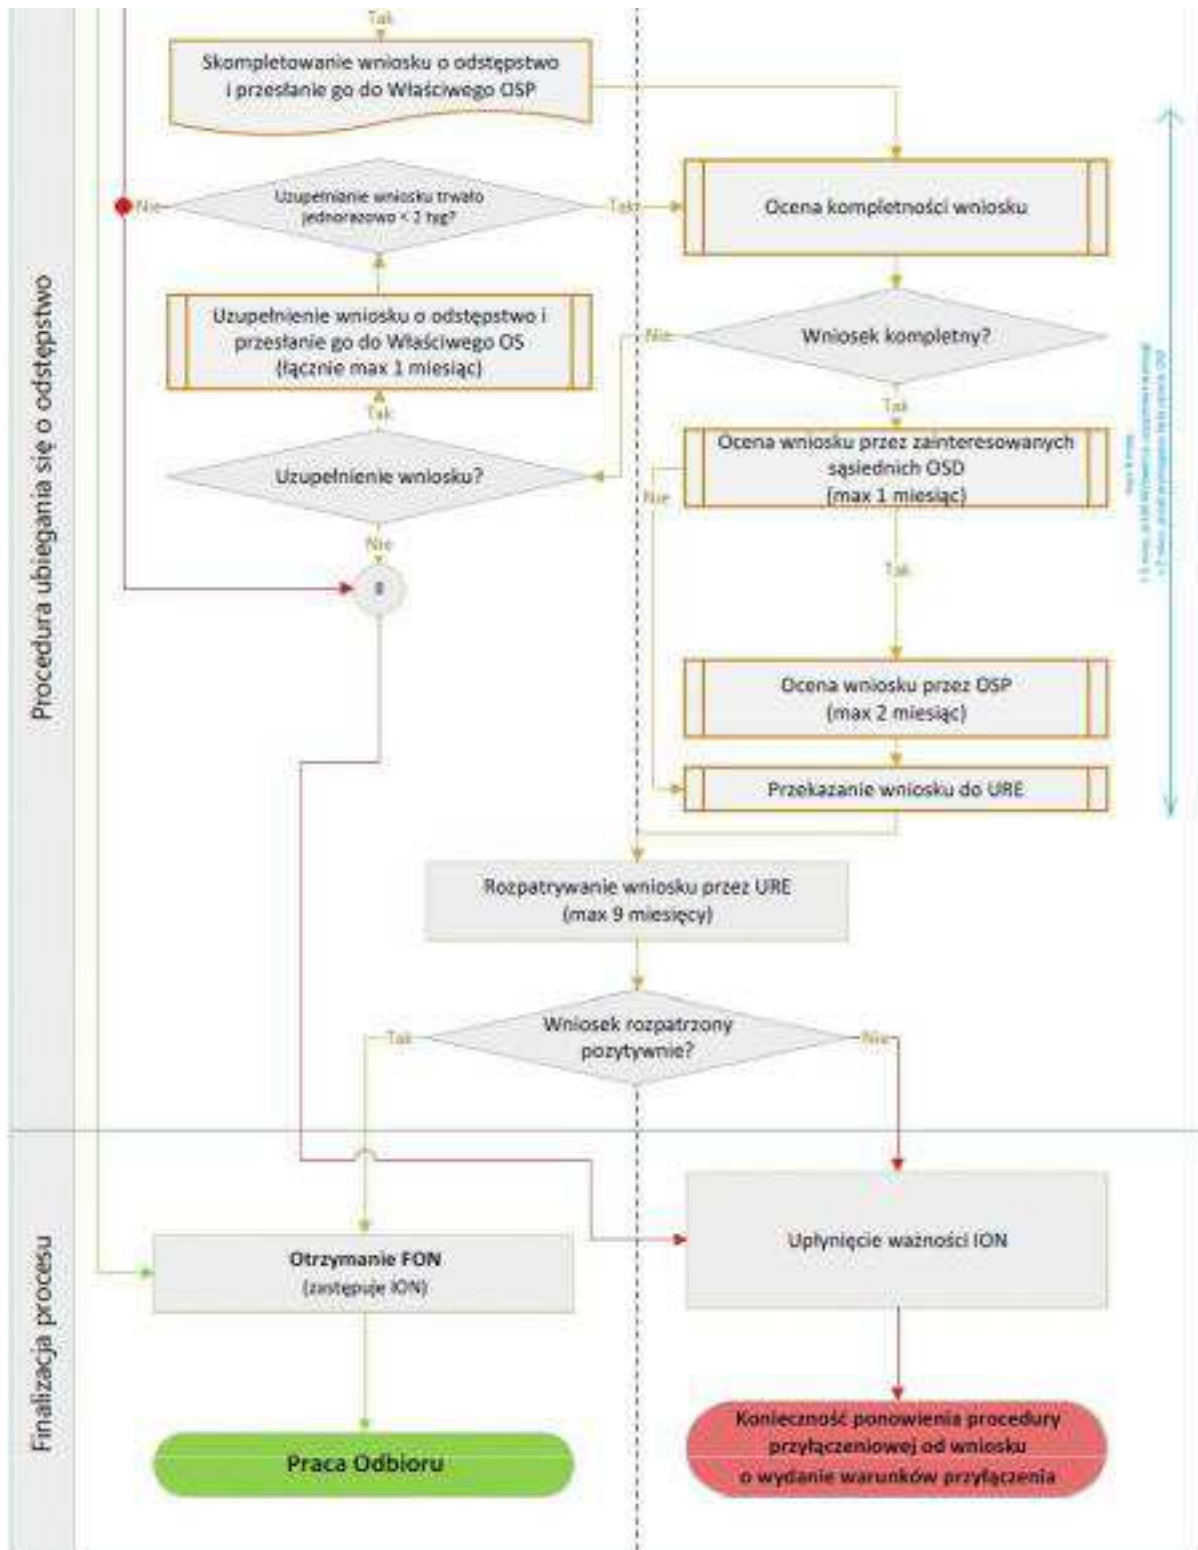 Tak
Skompletowanie wniosku o odstępstwo
i przesłanie go do Właściwego OSP
Uzupełnianie wniosku trwało
jednorazowo < 2 tyg?
Nie
Tak
Ocena kompletności wniosku
Uzupełnienie wniosku o odstępstwo i
przesłanie go do Właściwego OS
(łącznie max 1 miesiąc)
Nie
Wniosek kompletny?
Tak
Tak
Uzupełnienie wniosku?
Ocena wniosku przez zainteresowanych
sąsiednich OSD
(max 1 miesiąc)
Nie
Nie
Tak
Procedura ubiegania się o odstępstwo
Ocena wniosku przez OSP
(max 2 miesiąc)
Przekazanie wniosku do URE
Rozpatrywanie wniosku przez URE
(max 9 miesięcy)
Wniosek rozpatrzony
pozytywnie?
Tak
Nie
Upłynięcie ważności ION
Otrzymanie FON
(zastępuje ION)
Finalizacja procesu
Praca Odbioru
Konieczność ponowienia procedury
przyłączeniowej od wniosku
o wydanie warunków przyłączenia